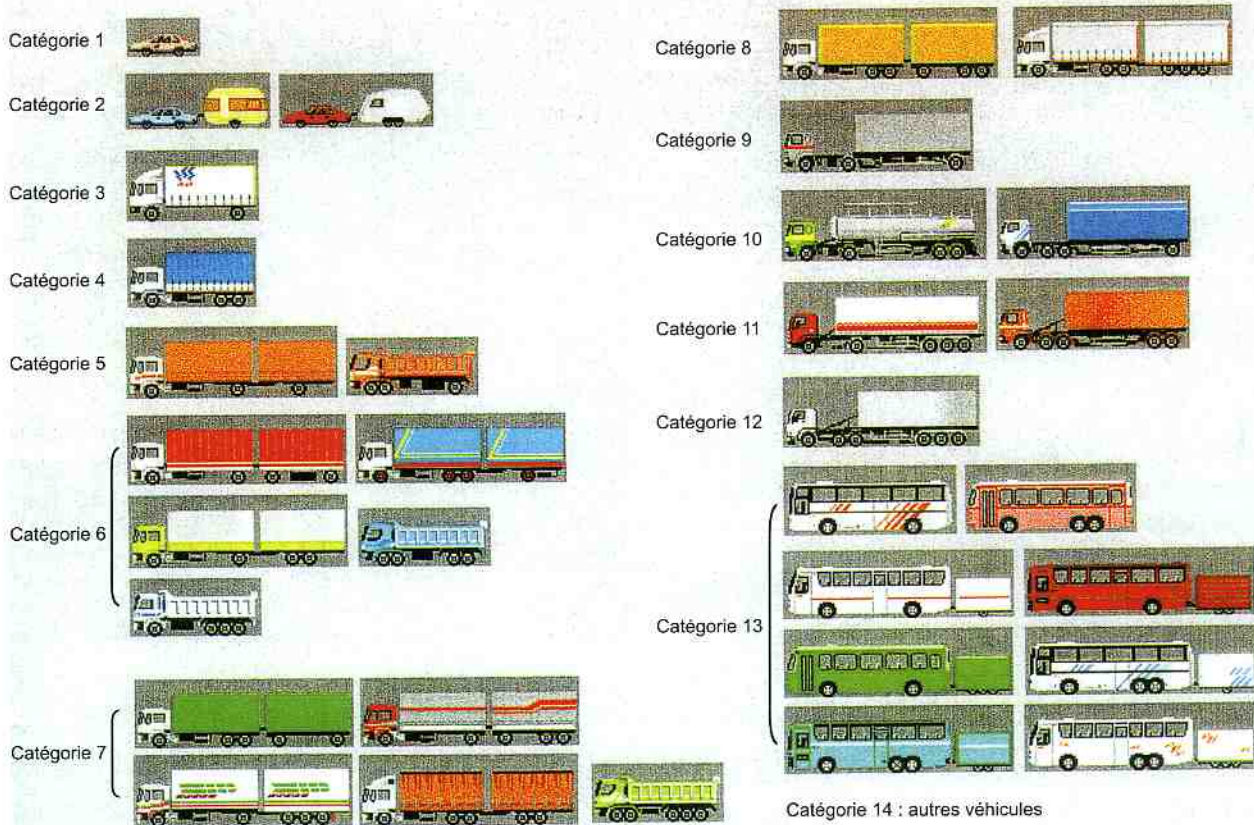 Catégorie 1
Catégorie 2
Catégorie 3
Catégorie 4
Catégorie 5
Catégorie 6
Catégorie 7
Catégorie 8
Catégorie 9
Catégorie 10
Catégorie 11
Catégorie 12
Catégorie 13
Catégorie 14 : autres véhicules